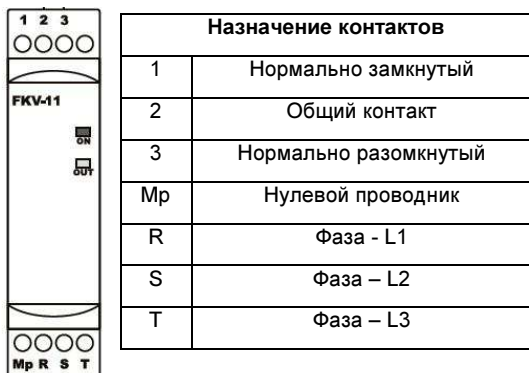 1 2 3
FKV-11
ON
OUT
Mp R S T
Назначение контактов
1 Нормально замкнутый
2 Общий контакт
3 Нормально разомкнутый
Mp Нулевой проводник
R Фаза - L1
S Фаза – L2
T Фаза – L3